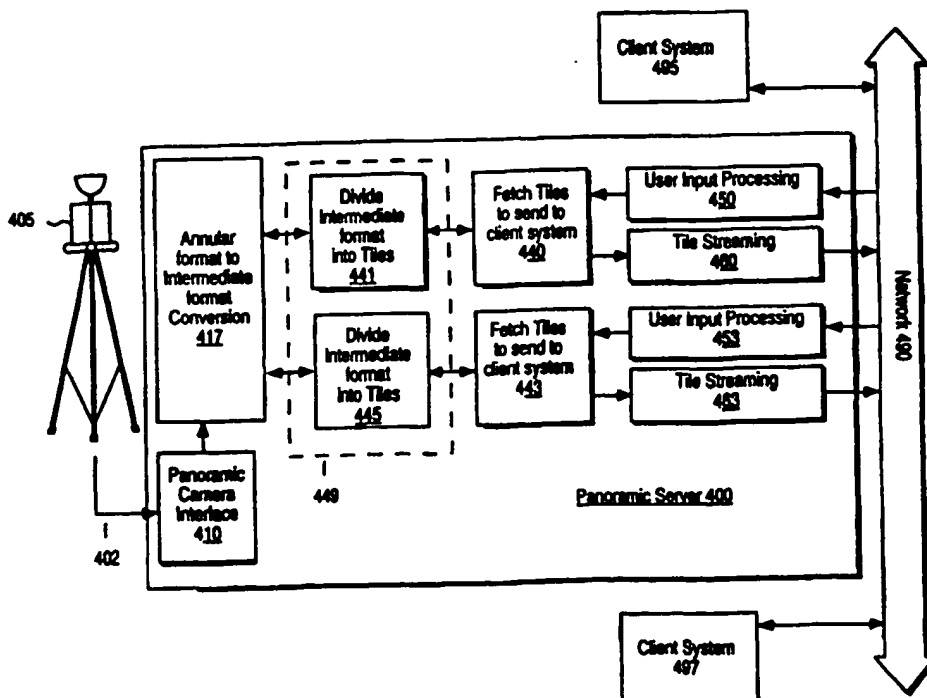 Client System
495
405
Annular
format to
Intermediate
format
Conversion
417
Divide
Intermediate
format
into Tiles
441
Fetch Tiles
to send to
client system
440
User Input Processing
450
Tile Streaming
460
Divide
Intermediate
format
into Tiles
445
Fetch Tiles
to send to
client system
443
User Input Processing
453
Tile Streaming
463
Network 490
Panoramic
Camera
Interface
410
449
Panoramic Server 400
402
Client System
497